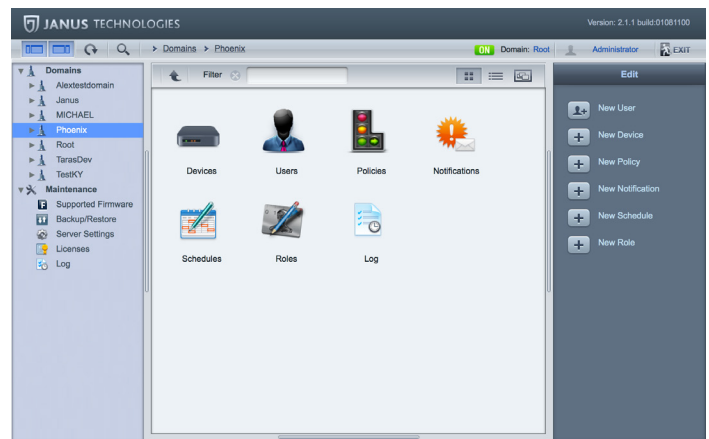 JANUS TECHNOLOGIES
Version: 2.1.1 build:01081100
> Domains > Phoenix
ON Domain: Root
Administrator
EXIT
Domains
Alextestdomain
Janus
MICHAEL
Phoenix
Root
TarasDev
TestKY
Maintenance
Supported Firmware
Backup/Restore
Server Settings
Licenses
Log
Filter
Devices
Users
Policies
Notifications
Schedules
Roles
Log
Edit
New User
New Device
New Policy
New Notification
New Schedule
New Role